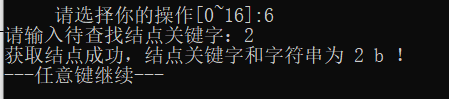 请选择你的操作[0~16]:6
请输入待查找结点关键字：2
获取结点成功，结点关键字和字符串为 2 b !
---任意键继续---